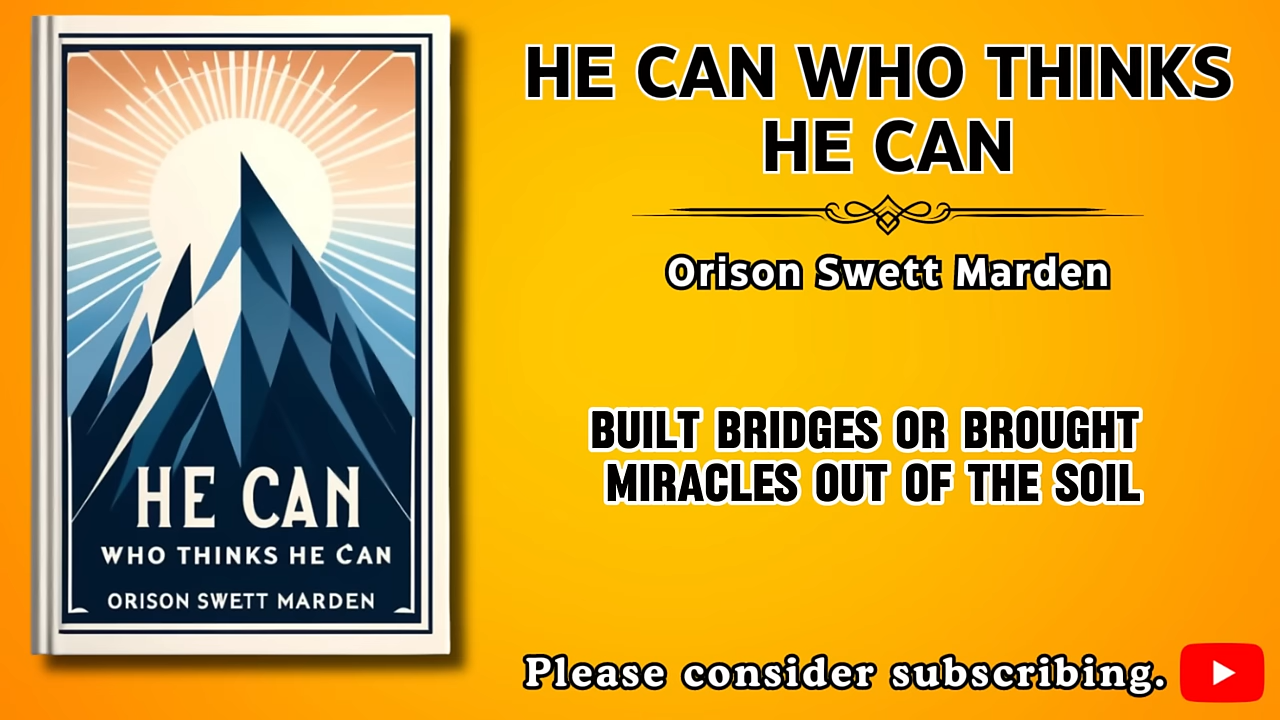 HE CAN
WHO THINKS HE CAN
ORISON SWETT MARDEN
HE CAN WHO THINKS
HE CAN
Orison Swett Marden
BUILT BRIDGES OR BROUGHT
MIRACLES OUT OF THE SOIL
Please consider subscribing.